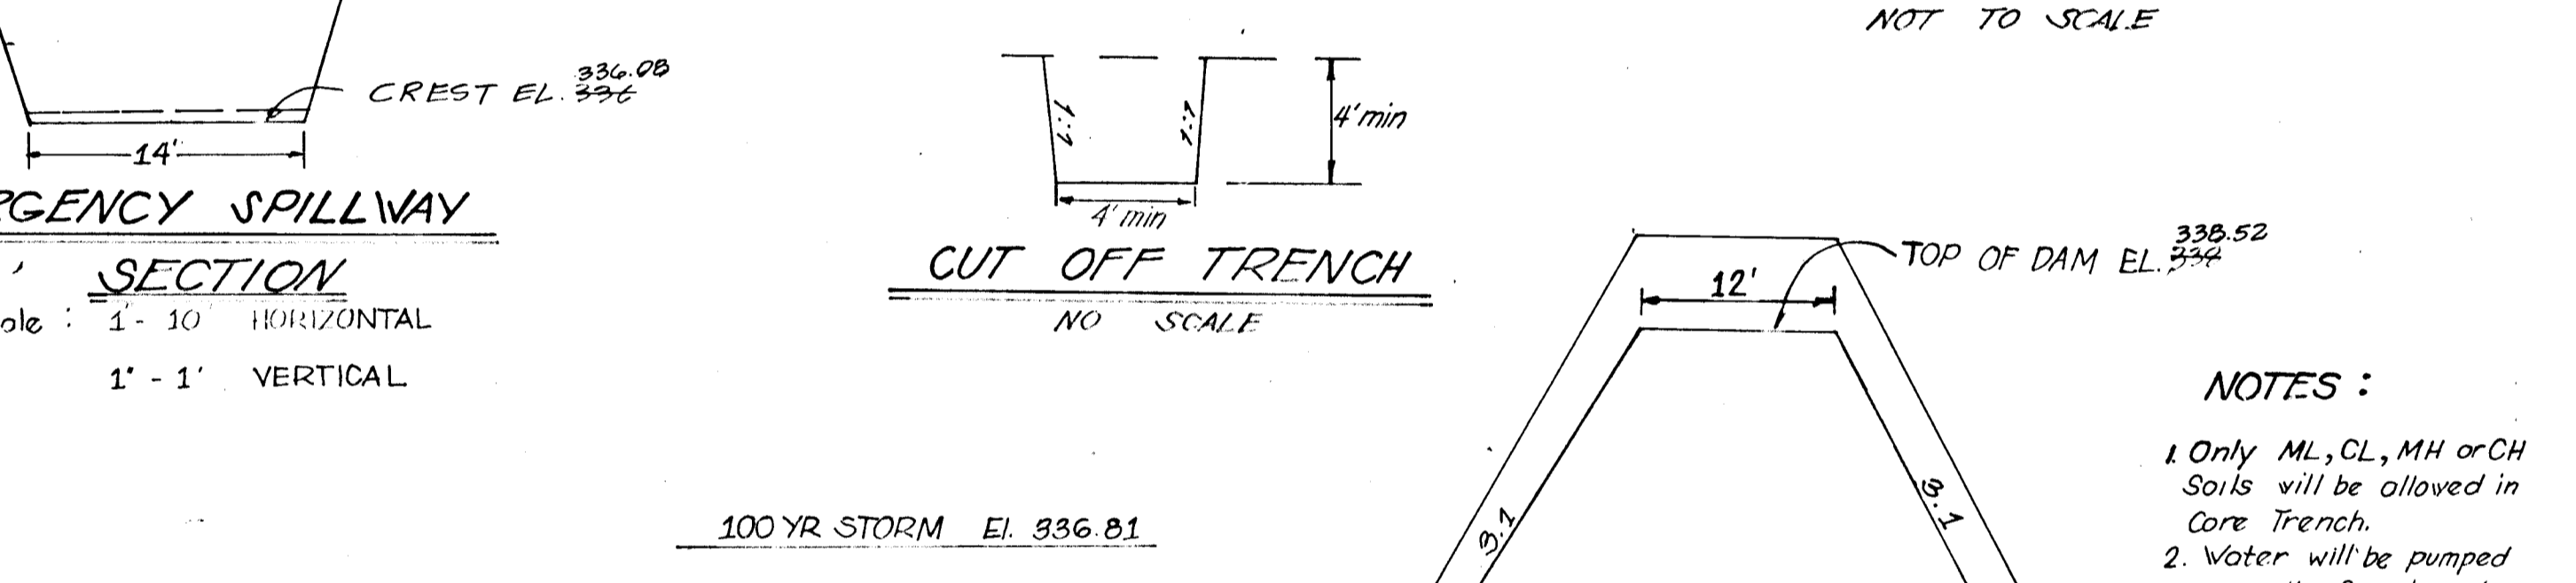 NOT TO SCALE
336.08
CREST EL. 336
14'
RGENCY SPILLWAY
SECTION
ale : 1 - 10' HORIZONTAL
1" - 1' VERTICAL
1:1
1:1
4' min
4' min
CUT OFF TRENCH
NO SCALE
338.52
TOP OF DAM EL.
12'
3.1
3.1
100 YR STORM El. 336.81
NOTES :
1. Only ML, CL, MH or CH
Soils will be allowed in
Core Trench.
2. Water will be pumped